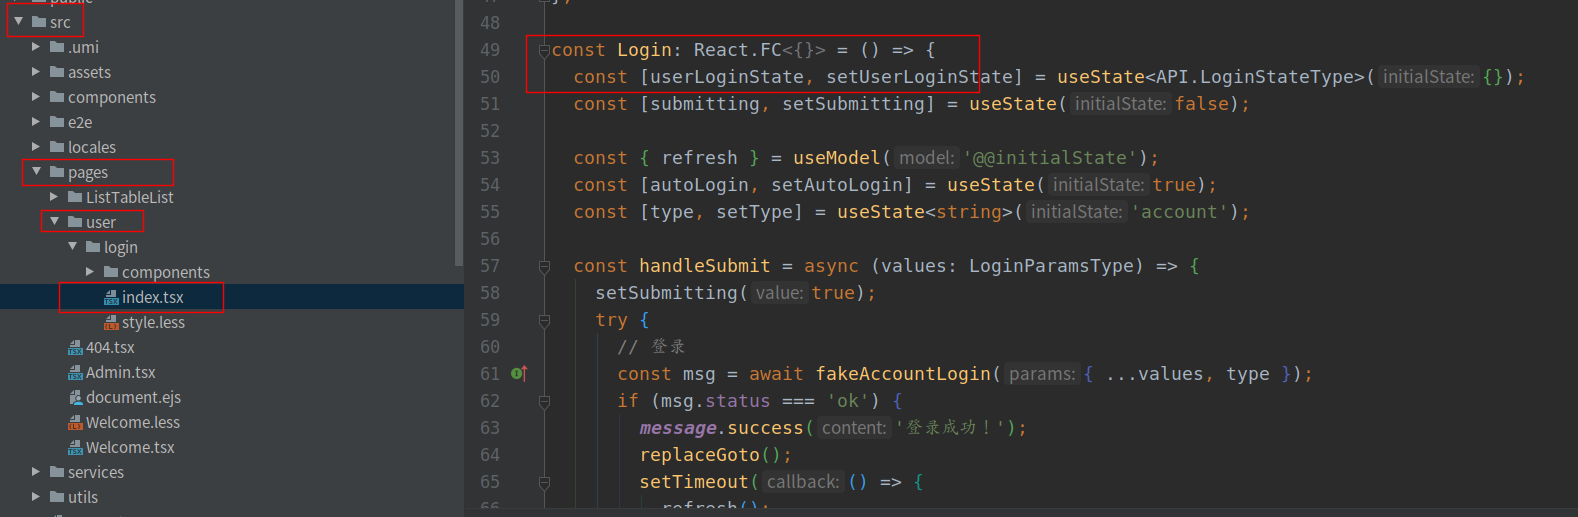 public
src
.umi
assets
components
e2e
locales
pages
ListTableList
user
login
components
index.tsx
style.less
404.tsx
Admin.tsx
document.ejs
Welcome.less
Welcome.tsx
services
utils
};
48
49 const Login: React.FC<{}> = () => {
50 const [userLoginState, setUserLoginState] = useState<API.LoginStateType>( initialState: {});
51 const [submitting, setSubmitting] = useState( initialState: false);
52
53 const { refresh } = useModel( model: '@@initialState');
54 const [autoLogin, setAutoLogin] = useState( initialState: true);
55 const [type, setType] = useState<string>( initialState: 'account');
56
57 const handleSubmit = async (values: LoginParamsType) => {
58 setSubmitting( value: true);
59 try {
60 // 登录
61 const msg = await fakeAccountLogin( params: { ...values, type });
62 if (msg.status === 'ok') {
63 message.success( content: '登录成功！');
64 replaceGoto();
65 setTimeout( callback: () => {
66 refresh();